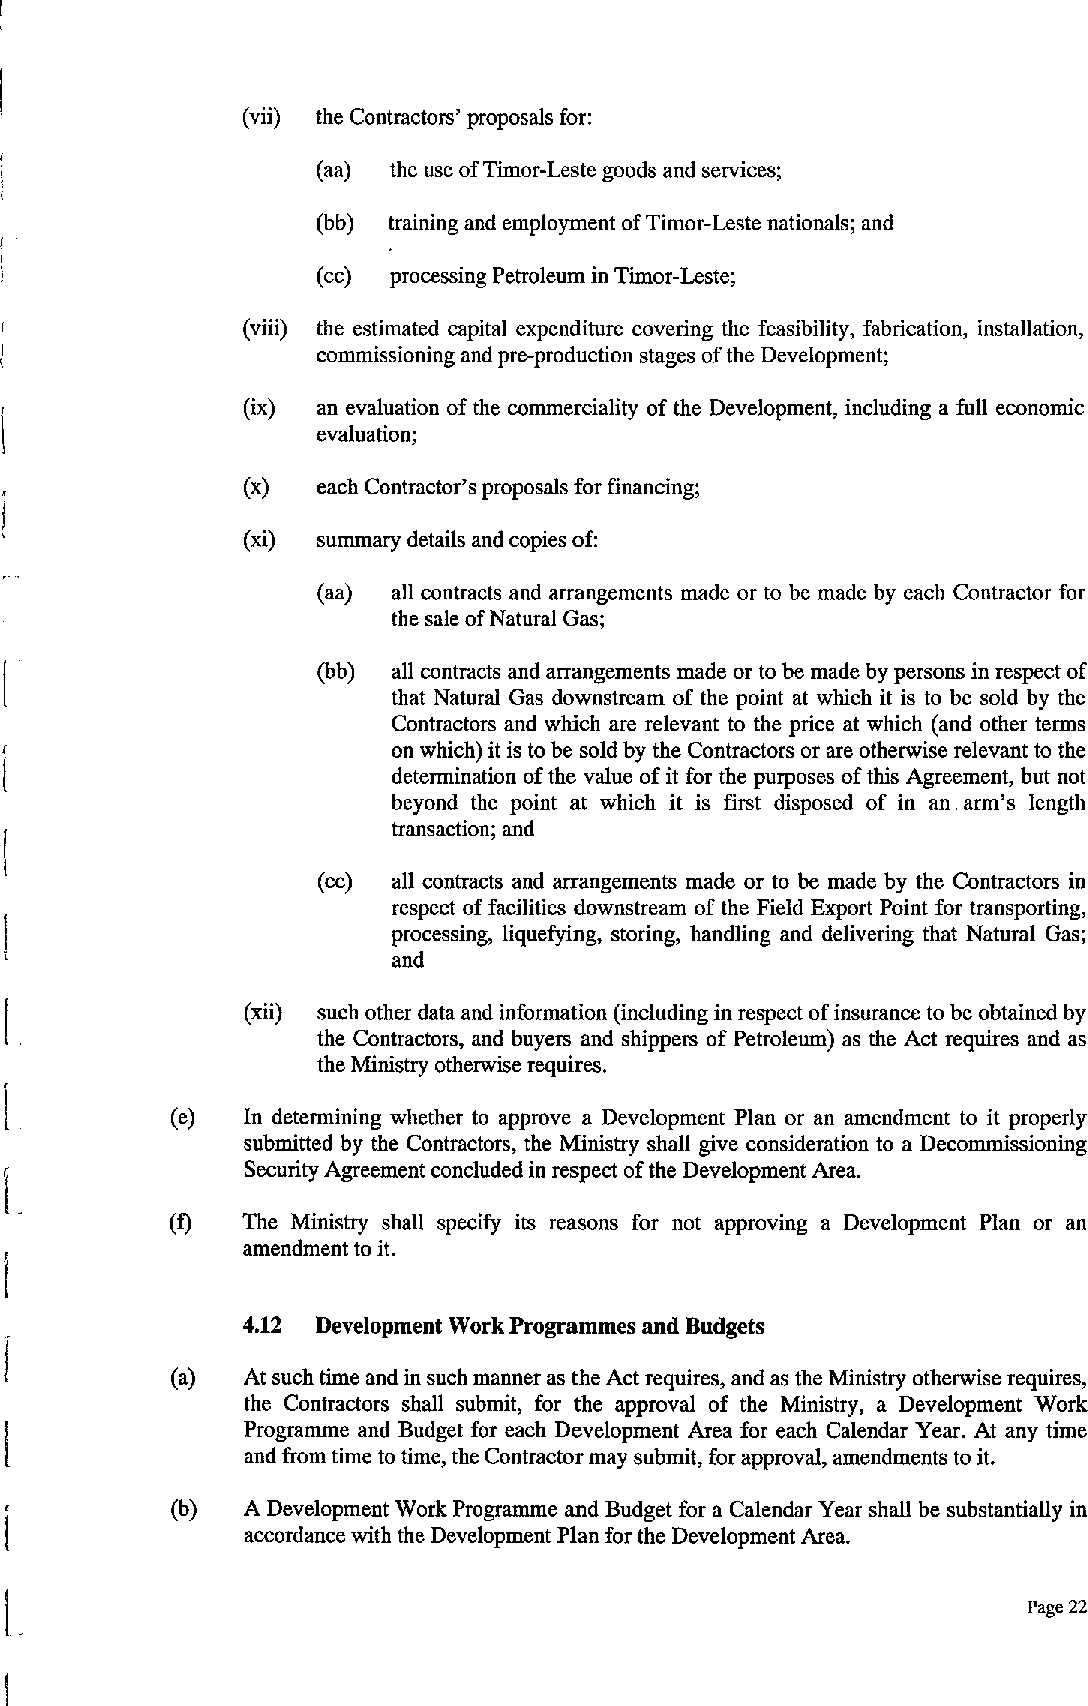 (vii) the Contractors' proposals for:
(aa) the use of Timor-Leste goods and services;
(bb) training and employment of Timor-Leste nationals; and
(cc) processing Petroleum in Timor-Leste;
(viii) the estimated capital expenditure covering the feasibility, fabrication, installation,
commissioning and pre-production stages of the Development;
(ix) an evaluation of the commerciality of the Development, including a full economic
evaluation;
(x) each Contractor's proposals for financing;
(xi) summary details and copies of:
(aa) all contracts and arrangements made or to be made by each Contractor for
the sale of Natural Gas;
(bb) all contracts and arrangements made or to be made by persons in respect of
that Natural Gas downstream of the point at which it is to be sold by the
Contractors and which are relevant to the price at which (and other terms
on which) it is to be sold by the Contractors or are otherwise relevant to the
determination of the value of it for the purposes of this Agreement, but not
beyond the point at which it is first disposed of in an arm's length
transaction; and
(cc) all contracts and arrangements made or to be made by the Contractors in
respect of facilities downstream of the Field Export Point for transporting,
processing, liquefying, storing, handling and delivering that Natural Gas;
and
(xii) such other data and information (including in respect of insurance to be obtained by
the Contractors, and buyers and shippers of Petroleum) as the Act requires and as
the Ministry otherwise requires.
(e) In determining whether to approve a Development Plan or an amendment to it properly
submitted by the Contractors, the Ministry shall give consideration to a Decommissioning
Security Agreement concluded in respect of the Development Area.
(f) The Ministry shall specify its reasons for not approving a Development Plan or an
amendment to it.
4.12 Development Work Programmes and Budgets
(a) At such time and in such manner as the Act requires, and as the Ministry otherwise requires,
the Contractors shall submit, for the approval of the Ministry, a Development Work
Programme and Budget for each Development Area for each Calendar Year. At any time
and from time to time, the Contractor may submit, for approval, amendments to it.
(b) A Development Work Programme and Budget for a Calendar Year shall be substantially in
accordance with the Development Plan for the Development Area.
Page 22